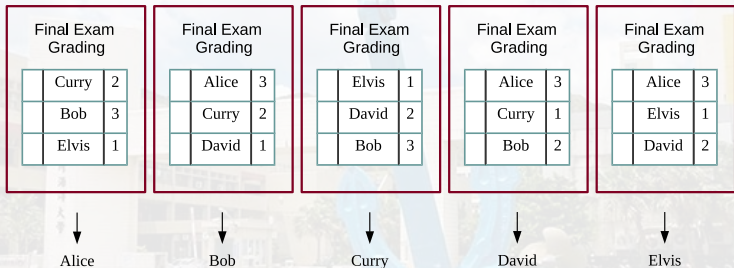 Final Exam
Grading
Curry 2
Bob 3
Elvis 1
Alice
Final Exam
Grading
Alice 3
Curry 2
David 1
Bob
Final Exam
Grading
Elvis 1
David 2
Bob 3
Curry
Final Exam
Grading
Alice 3
Curry 1
Bob 2
David
Final Exam
Grading
Alice 3
Elvis 1
David 2
Elvis